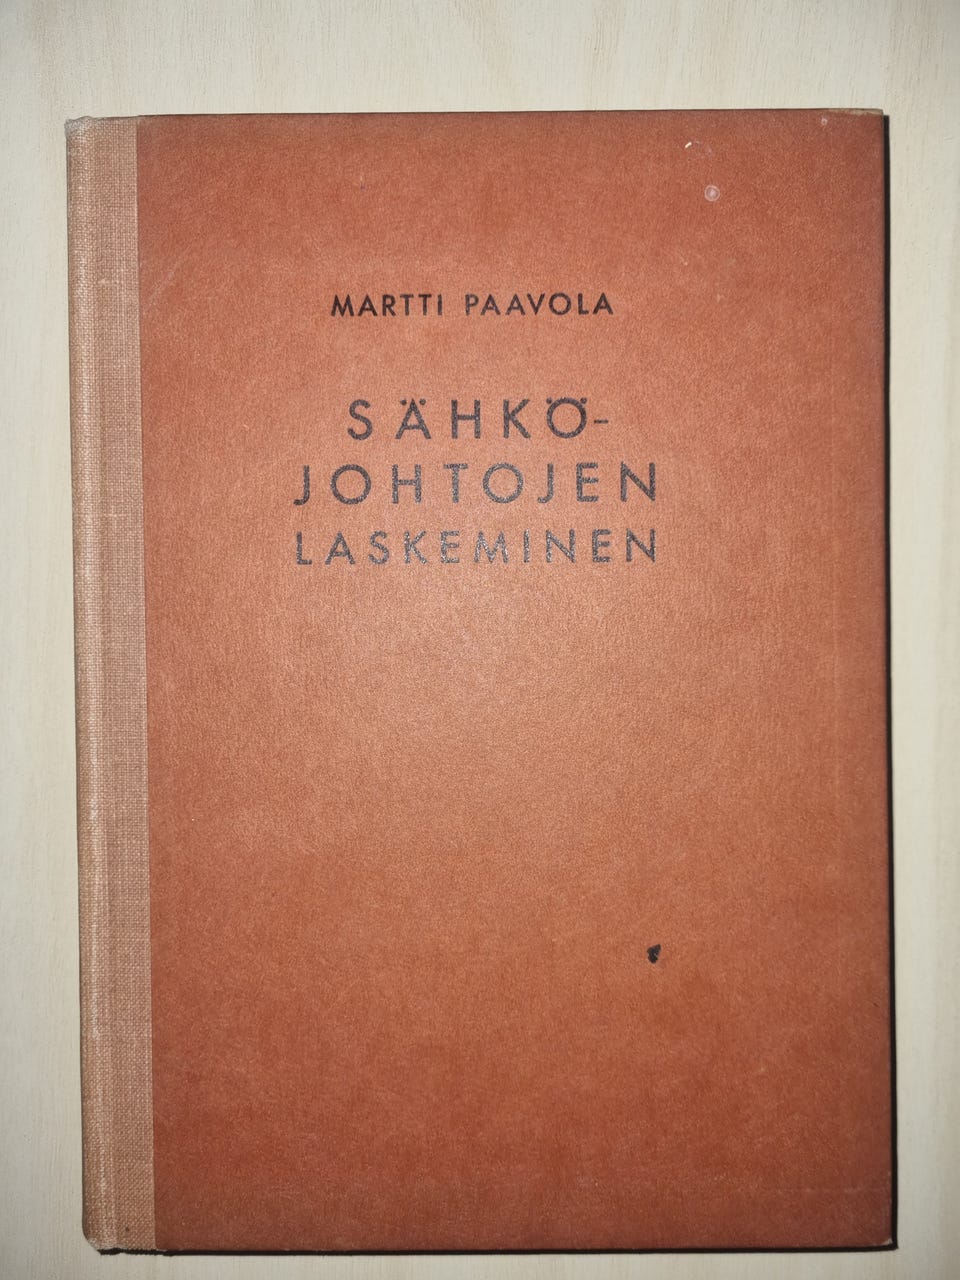 MARTTI PAAVOLA
SÄHKÖ-
JOHTOJEN
LASKEMINEN